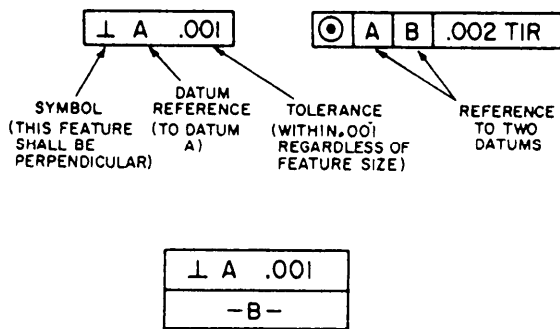 ⊥ A .001
◉ A B .002 TIR
SYMBOL
(THIS FEATURE
SHALL BE
PERPENDICULAR)
DATUM
REFERENCE
(TO DATUM
A)
TOLERANCE
(WITHIN .001
REGARDLESS OF
FEATURE SIZE)
REFERENCE
TO TWO
DATUMS
⊥ A .001
-B-